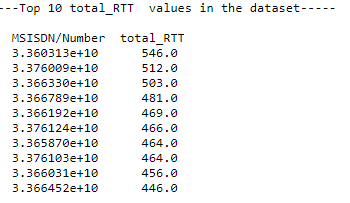 ---Top 10 total_RTT  values in the dataset-----
MSISDN/Number  total_RTT
3.360313e+10      546.0
3.376009e+10      512.0
3.366330e+10      503.0
3.366789e+10      481.0
3.366192e+10      469.0
3.376124e+10      466.0
3.365870e+10      464.0
3.376103e+10      464.0
3.366031e+10      456.0
3.366452e+10      446.0